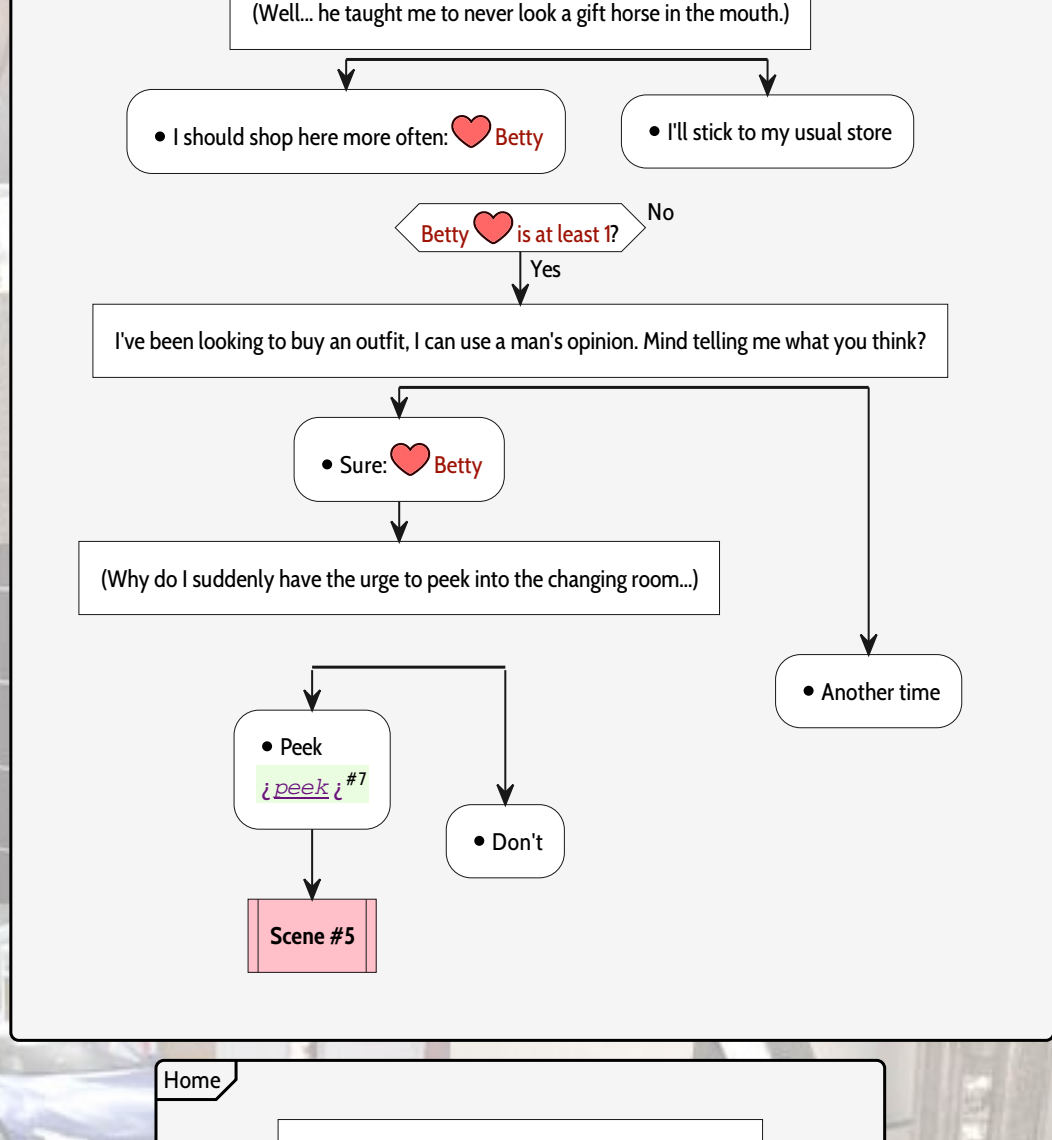 (Well... he taught me to never look a gift horse in the mouth.)
• I should shop here more often: Betty
• I'll stick to my usual store
Betty is at least 1?
No
Yes
I've been looking to buy an outfit, I can use a man's opinion. Mind telling me what you think?
• Sure: Betty
(Why do I suddenly have the urge to peek into the changing room...)
• Another time
• Peek
¿peek¿#7
• Don't
Scene #5
Home